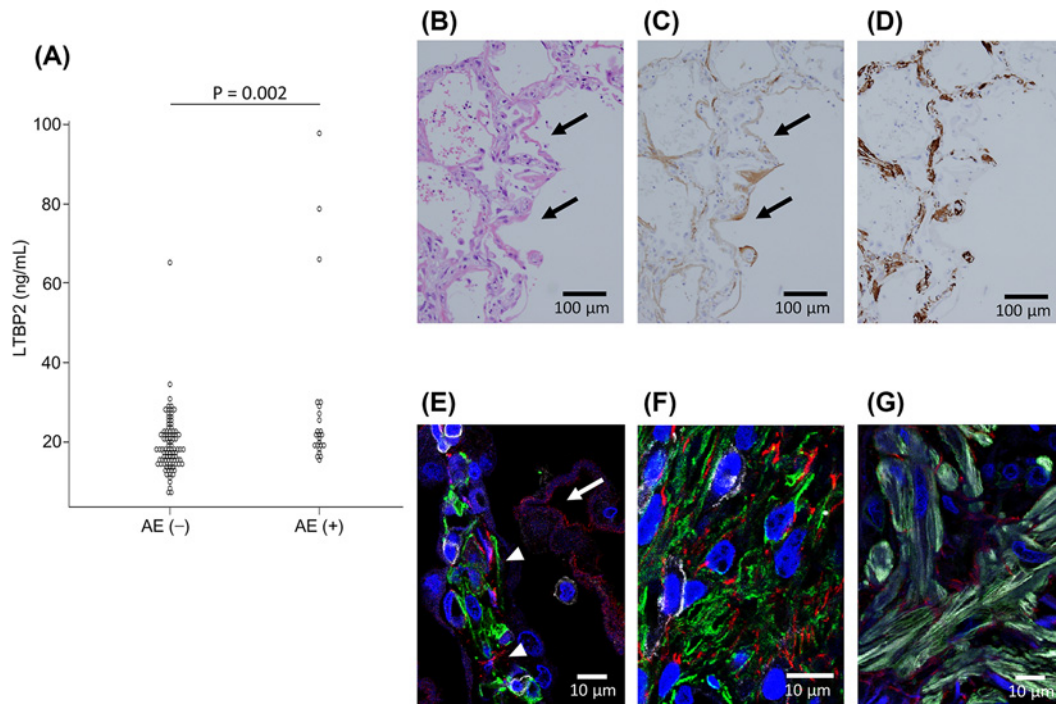 (A)
P = 0.002
LTBP2 (ng/mL)
100
80
60
40
20
AE (−)
AE (+)
(B)
100 µm
(C)
100 µm
(D)
100 µm
(E)
10 µm
(F)
10 µm
(G)
10 µm